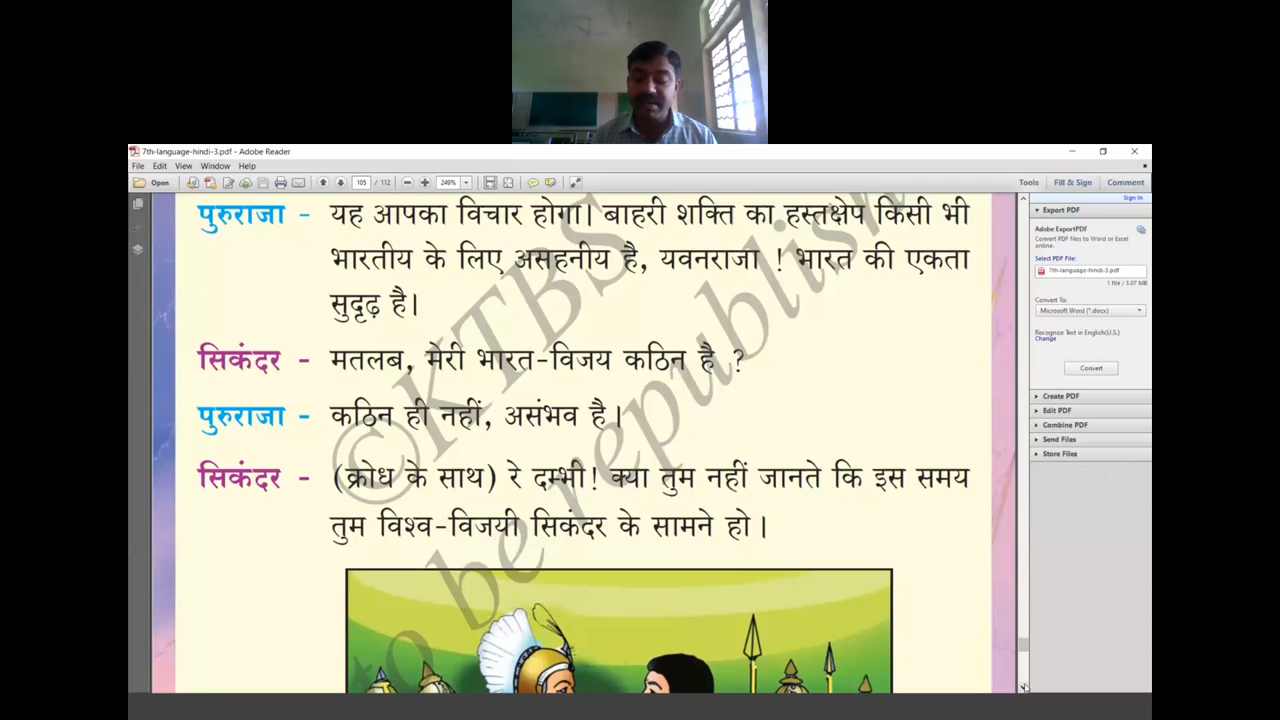 7th-language-hindi-3.pdf - Adobe Reader
File Edit View Window Help
Open 105 / 112 249% Tools Fill & Sign Comment
Sign In
Export PDF
Adobe ExportPDF
Convert PDF files to Word or Excel online.
Select PDF File:
7th-language-hindi-3.pdf
1 file / 3.07 MB
Convert To:
Microsoft Word (*.docx)
Recognize Text in English(U.S.)
Change
Convert
Create PDF
Edit PDF
Combine PDF
Send Files
Store Files
पुरुराजा - यह आपका विचार होगा। बाहरी शक्ति का हस्तक्षेप किसी भी
भारतीय के लिए असहनीय है, यवनराजा ! भारत की एकता
सुदृढ़ है।
सिकंदर - मतलब, मेरी भारत-विजय कठिन है ?
पुरुराजा - कठिन ही नहीं, असंभव है।
सिकंदर - (क्रोध के साथ) रे दम्भी! क्या तुम नहीं जानते कि इस समय
तुम विश्व-विजयी सिकंदर के सामने हो।
©KTBS
to be republish